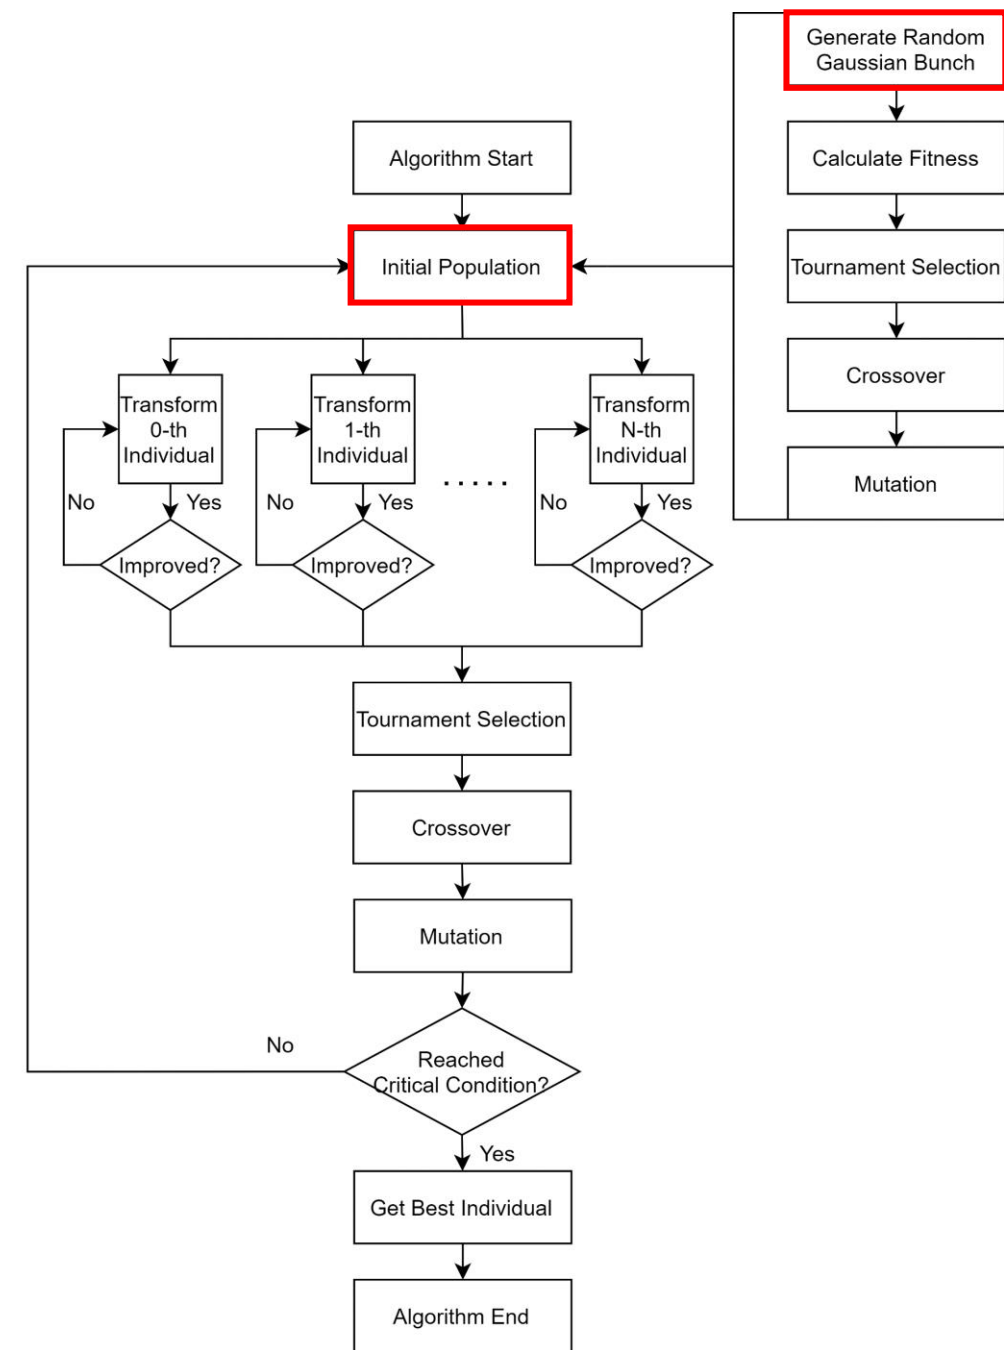 Generate Random
Gaussian Bunch
Algorithm Start
Calculate Fitness
Initial Population
Tournament Selection
Crossover
Mutation
Transform
0-th
Individual
Transform
1-th
Individual
.....
Transform
N-th
Individual
No
Yes
No
Yes
No
Yes
Improved?
Improved?
Improved?
Tournament Selection
Crossover
Mutation
No
Reached
Critical Condition?
Yes
Get Best Individual
Algorithm End